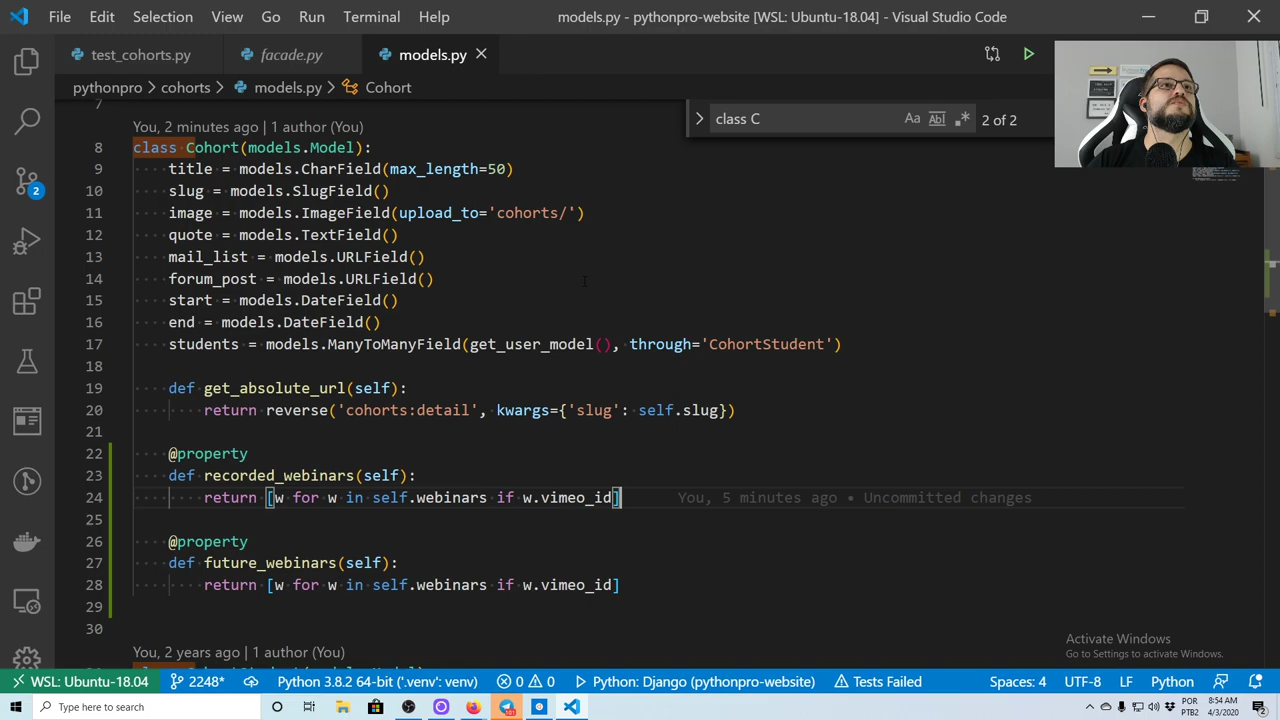 File Edit Selection View Go Run Terminal Help models.py - pythonpro-website [WSL: Ubuntu-18.04] - Visual Studio Code
test_cohorts.py facade.py models.py
pythonpro > cohorts > models.py > Cohort
class C Aa Abl .* 2 of 2
7
You, 2 minutes ago | 1 author (You)
8 class Cohort(models.Model):
9 title = models.CharField(max_length=50)
10 slug = models.SlugField()
11 image = models.ImageField(upload_to='cohorts/')
12 quote = models.TextField()
13 mail_list = models.URLField()
14 forum_post = models.URLField()
15 start = models.DateField()
16 end = models.DateField()
17 students = models.ManyToManyField(get_user_model(), through='CohortStudent')
18
19 def get_absolute_url(self):
20 return reverse('cohorts:detail', kwargs={'slug': self.slug})
21
22 @property
23 def recorded_webinars(self):
24 return [w for w in self.webinars if w.vimeo_id] You, 5 minutes ago • Uncommitted changes
25
26 @property
27 def future_webinars(self):
28 return [w for w in self.webinars if w.vimeo_id]
29
30
You, 2 years ago | 1 author (You)
2
Activate Windows
Go to Settings to activate Windows.
WSL: Ubuntu-18.04 2248* Python 3.8.2 64-bit ('.venv': venv) 0 0 Python: Django (pythonpro-website) Tests Failed Spaces: 4 UTF-8 LF Python
Type here to search POR 8:54 AM
PTB2 4/3/2020 2